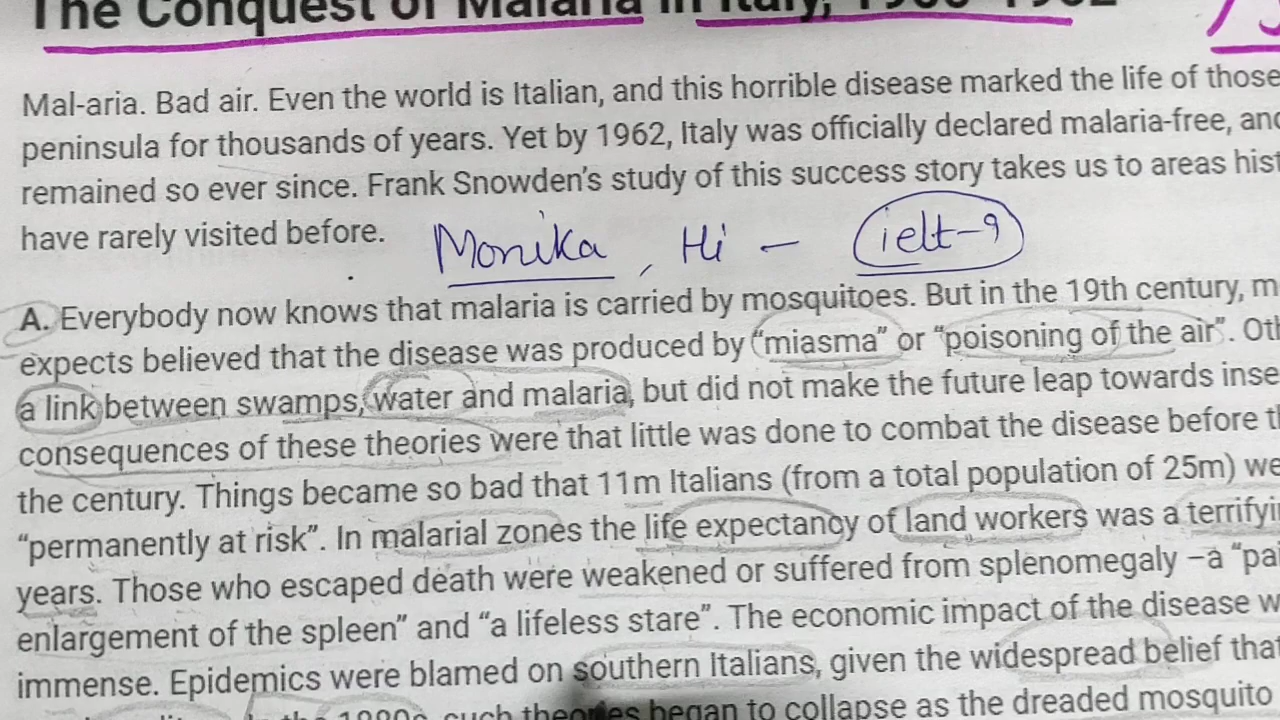 The Conquest of Malaria in Italy, 1900-1962
Mal-aria. Bad air. Even the world is Italian, and this horrible disease marked the life of those
peninsula for thousands of years. Yet by 1962, Italy was officially declared malaria-free, and
remained so ever since. Frank Snowden's study of this success story takes us to areas hist
have rarely visited before.
Monika, Hi – ielt-9
A. Everybody now knows that malaria is carried by mosquitoes. But in the 19th century, m
expects believed that the disease was produced by “miasma” or “poisoning of the air”. Oth
a link between swamps, water and malaria, but did not make the future leap towards inse
consequences of these theories were that little was done to combat the disease before th
the century. Things became so bad that 11m Italians (from a total population of 25m) we
“permanently at risk”. In malarial zones the life expectancy of land workers was a terrifyi
years. Those who escaped death were weakened or suffered from splenomegaly –a “pai
enlargement of the spleen” and “a lifeless stare”. The economic impact of the disease w
immense. Epidemics were blamed on southern Italians, given the widespread belief that
such theories began to collapse as the dreaded mosquito